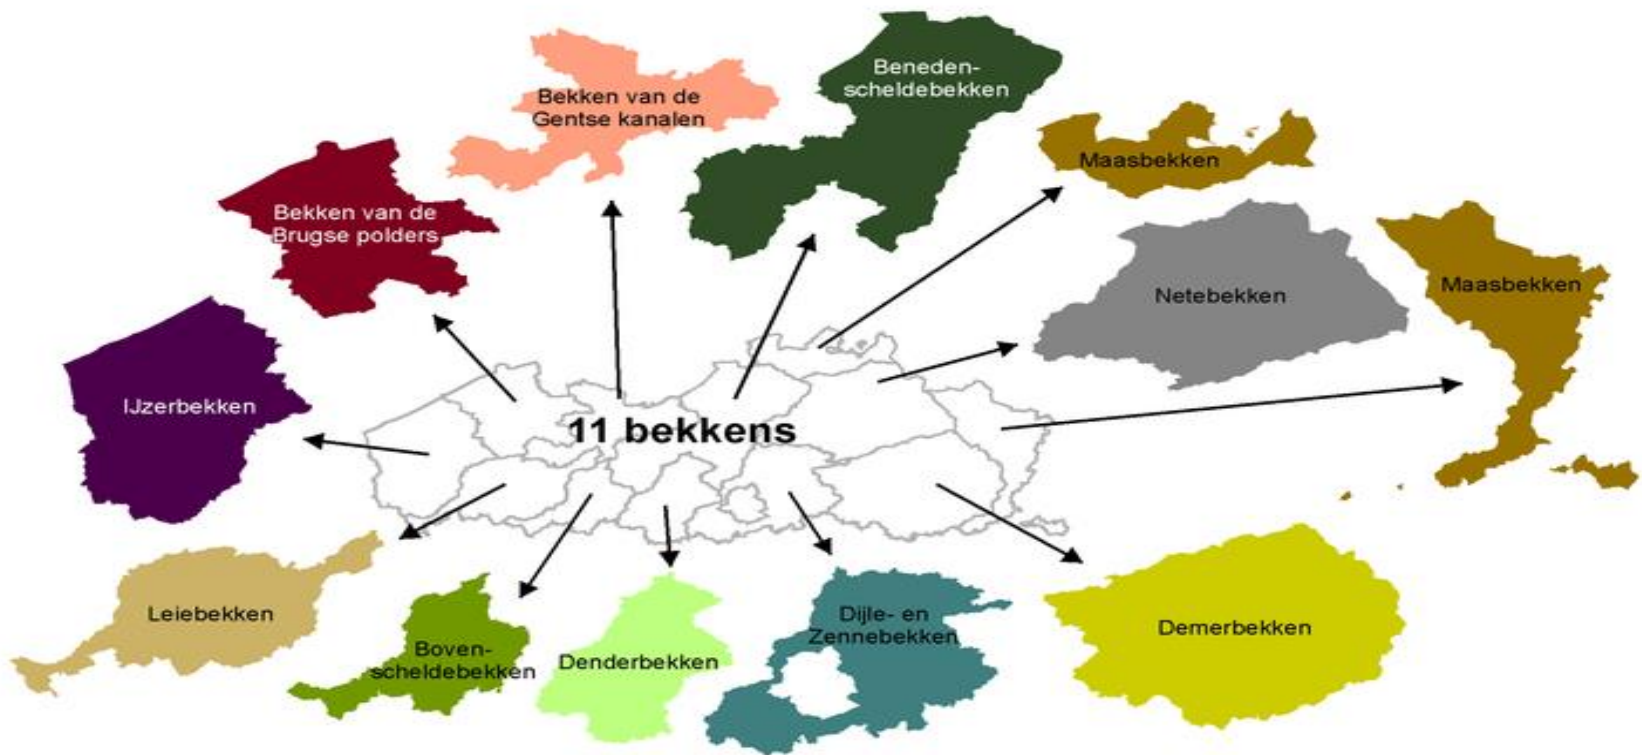 Beneden-
scheldebekken
Bekken van de
Gentse kanalen
Maasbekken
Bekken van de
Brugse polders
Netebekken
Maasbekken
IJzerbekken
11 bekkens
Leiebekken
Boven-
scheldebekken
Denderbekken
Dijle- en
Zennebekken
Demerbekken